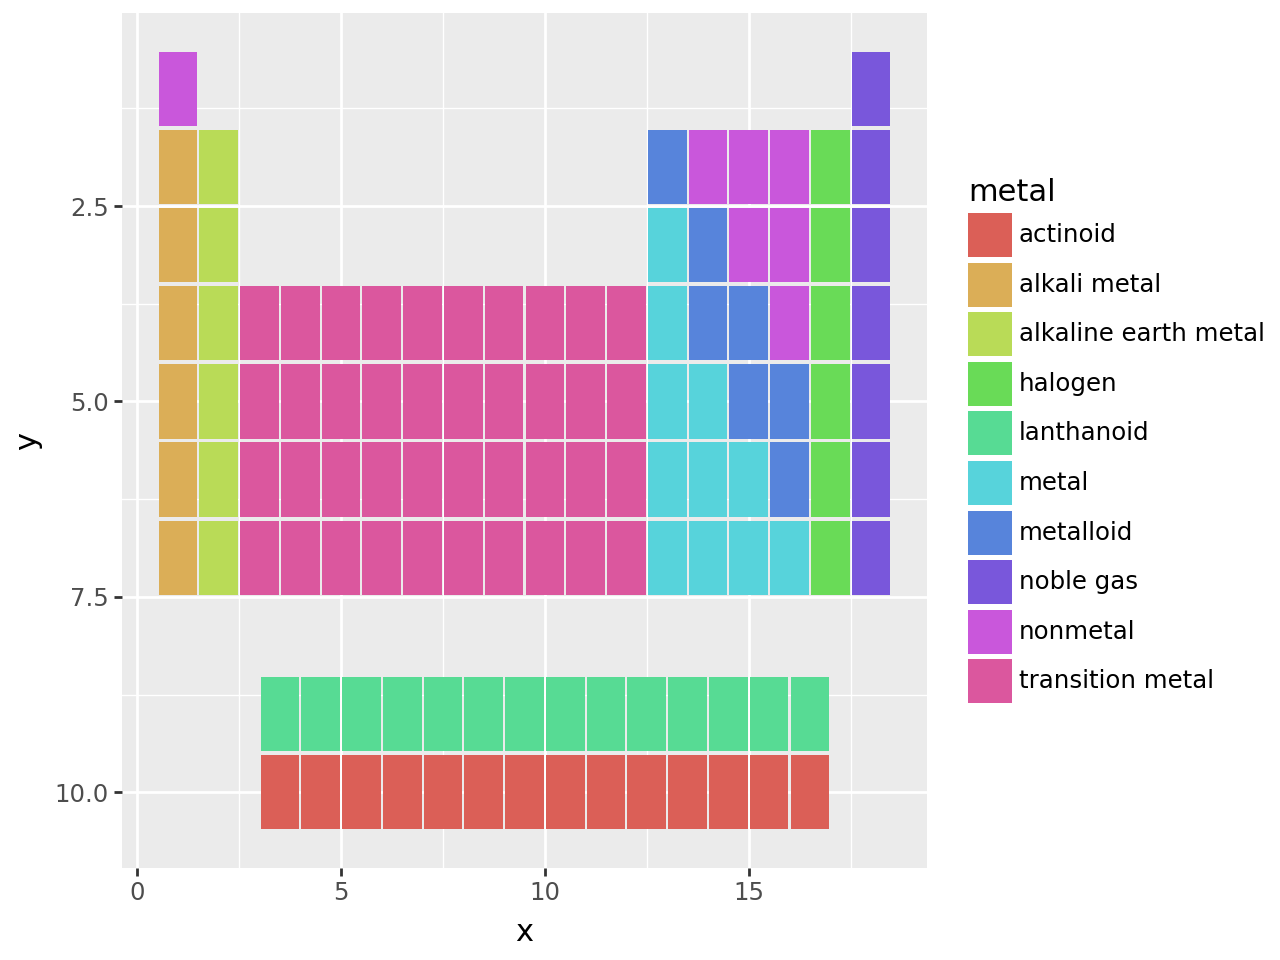 2.5
5.0
7.5
10.0
y
0 5 10 15
x
metal
actinoid
alkali metal
alkaline earth metal
halogen
lanthanoid
metal
metalloid
noble gas
nonmetal
transition metal